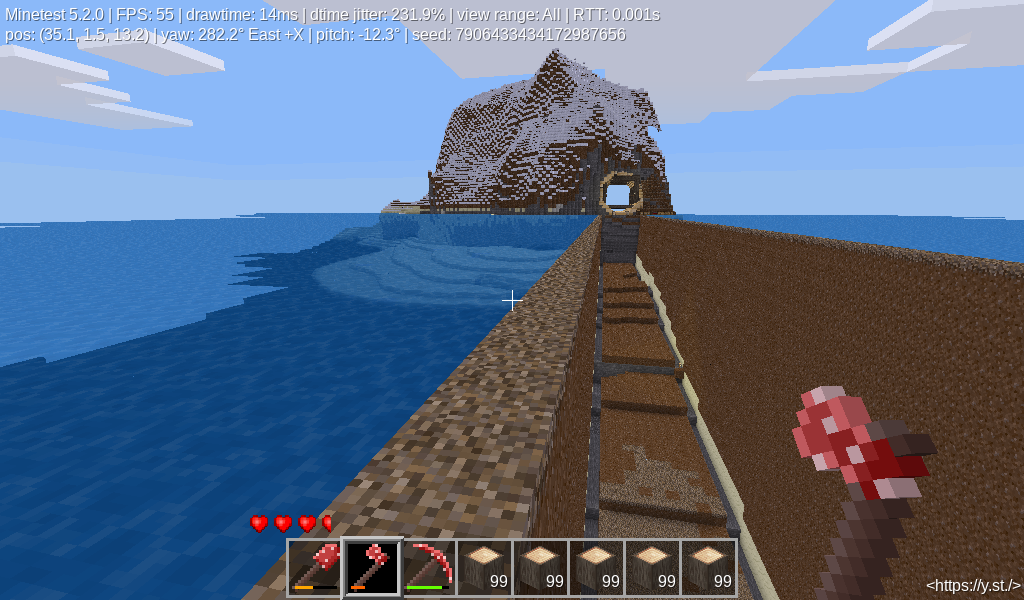 Minetest 5.2.0 | FPS: 55 | drawtime: 14ms | dtime jitter: 231.9% | view range: All | RTT: 0.001s
pos: (35.1, 1.5, 13.2) | yaw: 282.2° East +X | pitch: -12.3° | seed: 7906433434172987656
99 99 99 99 99
<https://y.st./>